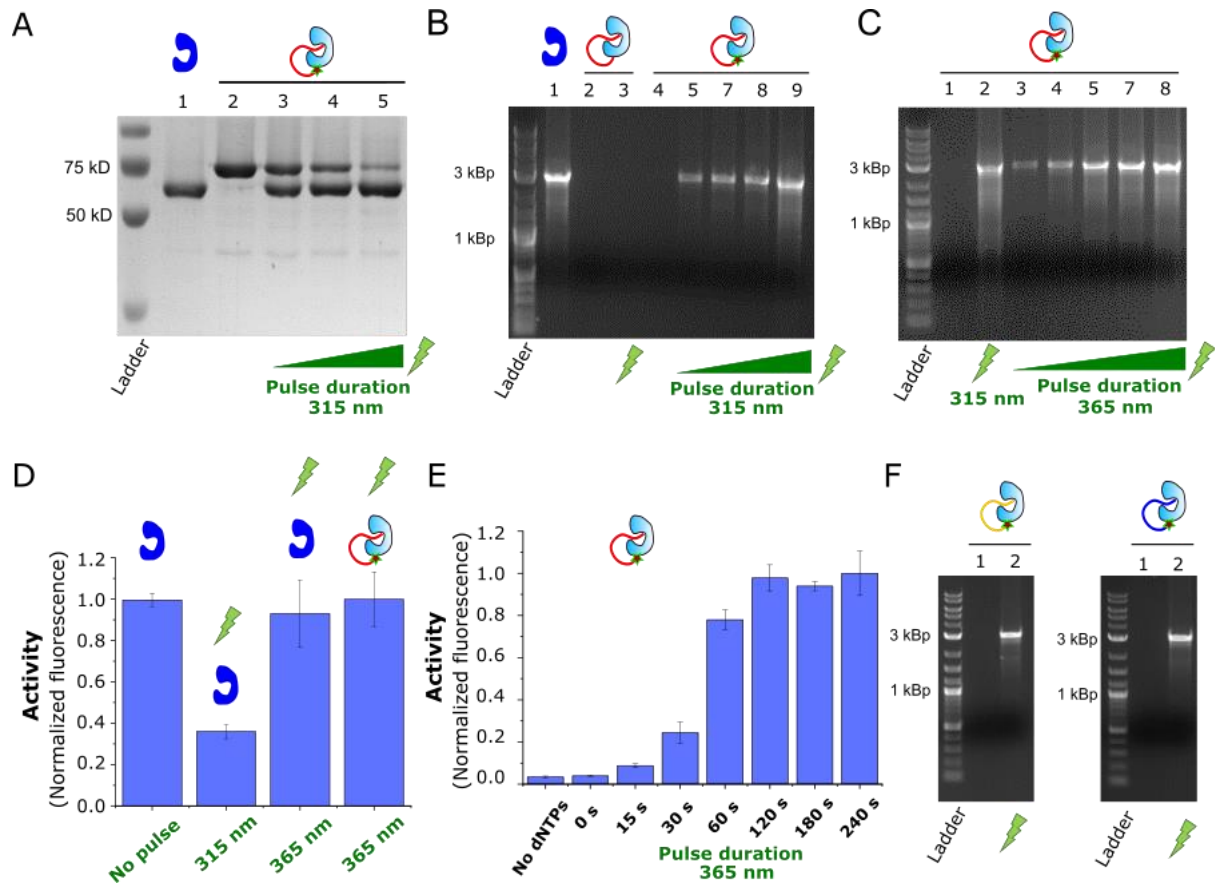 A
1 2 3 4 5
75 kD
50 kD
Ladder
Pulse duration
315 nm
B
1 2 3 4 5 7 8 9
3 kBp
1 kBp
Ladder
Pulse duration
315 nm
C
1 2 3 4 5 7 8
3 kBp
1 kBp
Ladder
315 nm
Pulse duration
365 nm
D
Activity
(Normalized fluorescence)
1.2
1.0
0.8
0.6
0.4
0.2
0.0
No pulse
315 nm
365 nm
365 nm
E
Activity
(Normalized fluorescence)
1.2
1.0
0.8
0.6
0.4
0.2
0.0
No dNTPs
0 s
15 s
30 s
60 s
120 s
180 s
240 s
Pulse duration
365 nm
F
1 2
3 kBp
1 kBp
Ladder
1 2
3 kBp
1 kBp
Ladder